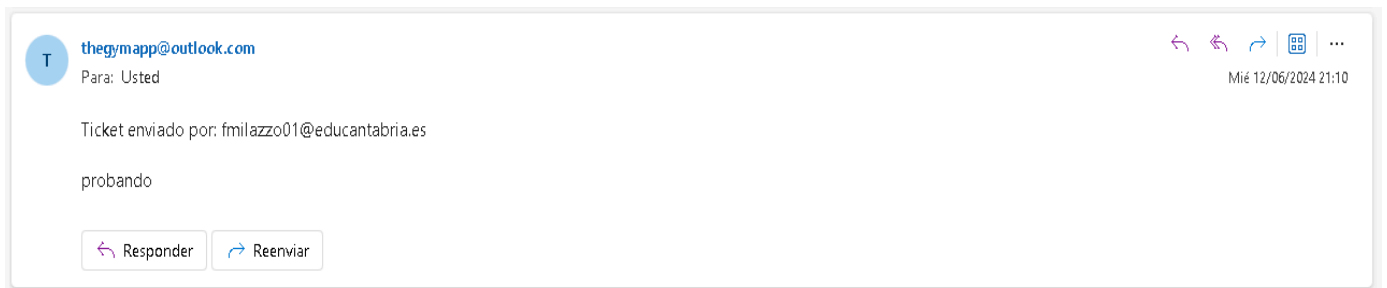 T
thegymapp@outlook.com
Para: Usted
Mié 12/06/2024 21:10
Ticket enviado por: fmilazzo01@educantabria.es
probando
Responder
Reenviar